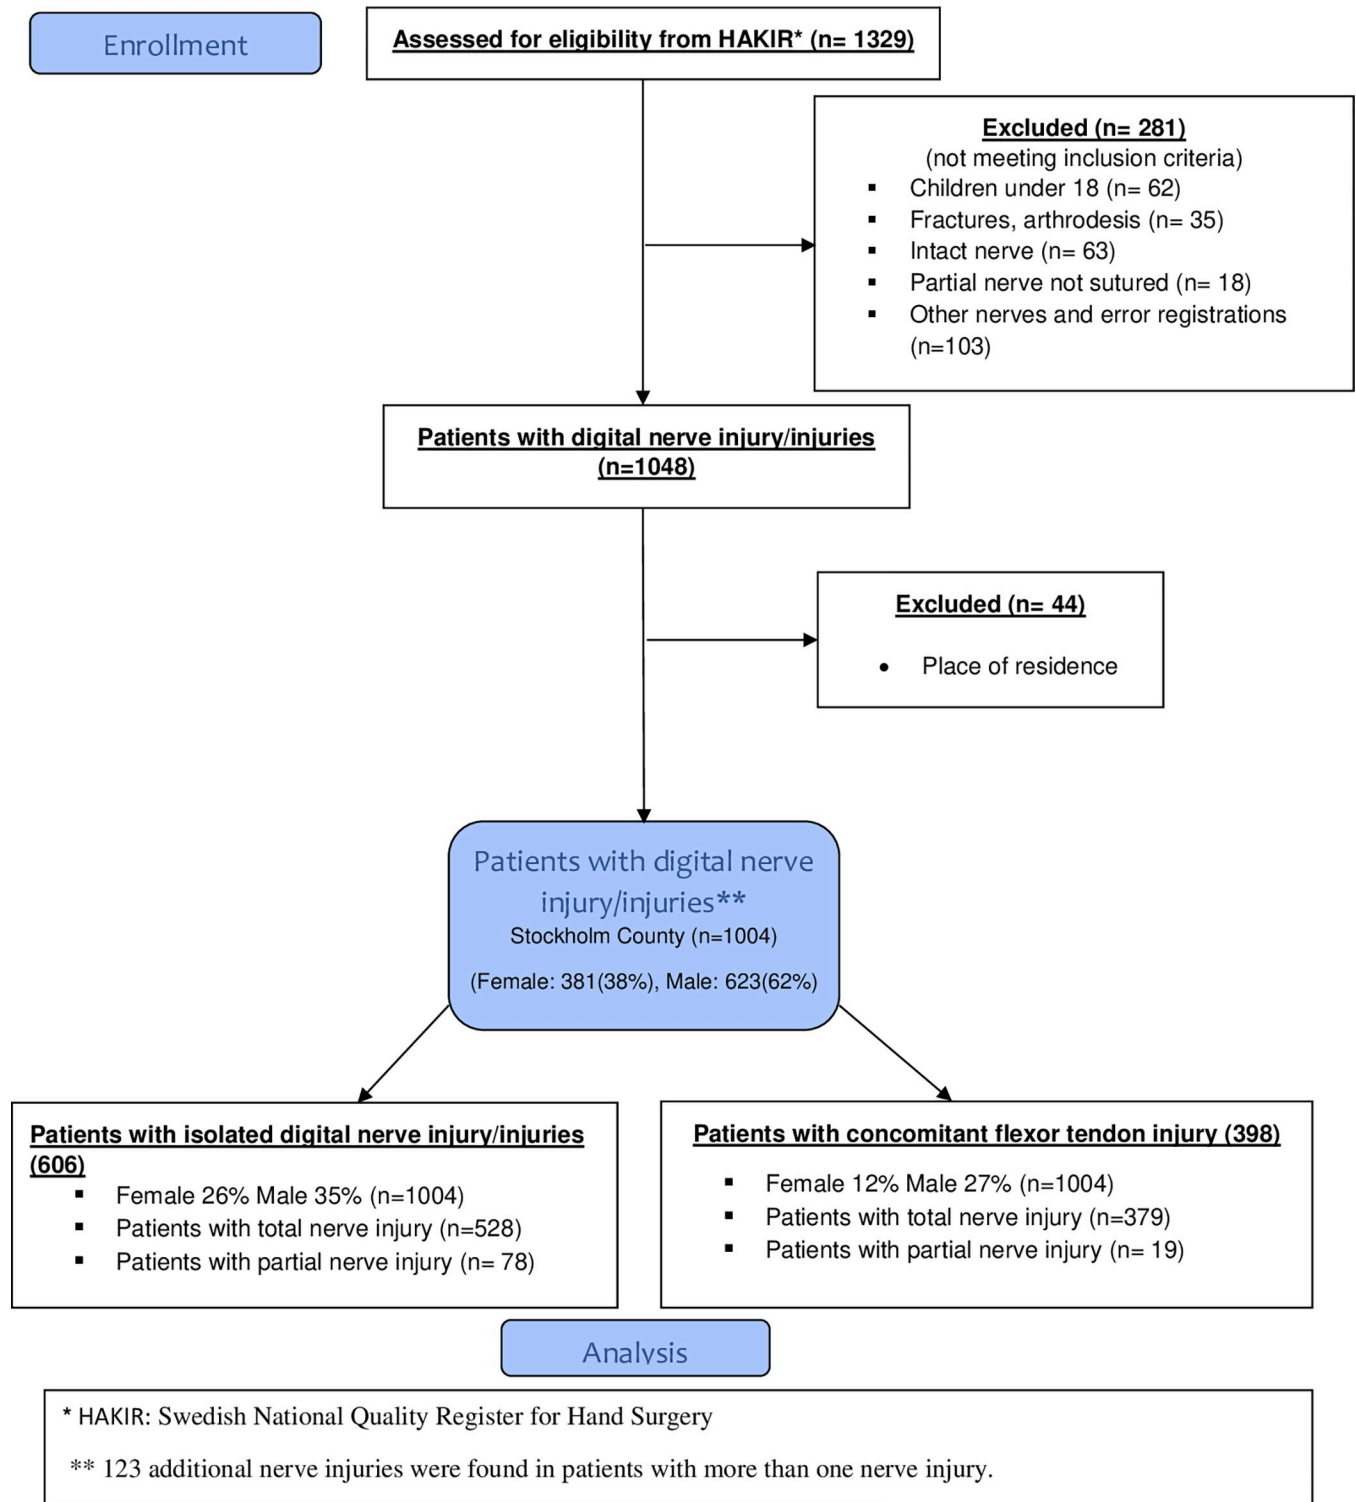 Enrollment
Assessed for eligibility from HAKIR* (n= 1329)
Excluded (n= 281)
(not meeting inclusion criteria)
▪ Children under 18 (n= 62)
▪ Fractures, arthrodesis (n= 35)
▪ Intact nerve (n= 63)
▪ Partial nerve not sutured (n= 18)
▪ Other nerves and error registrations
(n=103)
Patients with digital nerve injury/injuries
(n=1048)
Excluded (n= 44)
• Place of residence
Patients with digital nerve
injury/injuries**
Stockholm County (n=1004)
(Female: 381(38%), Male: 623(62%)
Patients with isolated digital nerve injury/injuries
(606)
▪ Female 26% Male 35% (n=1004)
▪ Patients with total nerve injury (n=528)
▪ Patients with partial nerve injury (n= 78)
Patients with concomitant flexor tendon injury (398)
▪ Female 12% Male 27% (n=1004)
▪ Patients with total nerve injury (n=379)
▪ Patients with partial nerve injury (n= 19)
Analysis
* HAKIR: Swedish National Quality Register for Hand Surgery
** 123 additional nerve injuries were found in patients with more than one nerve injury.